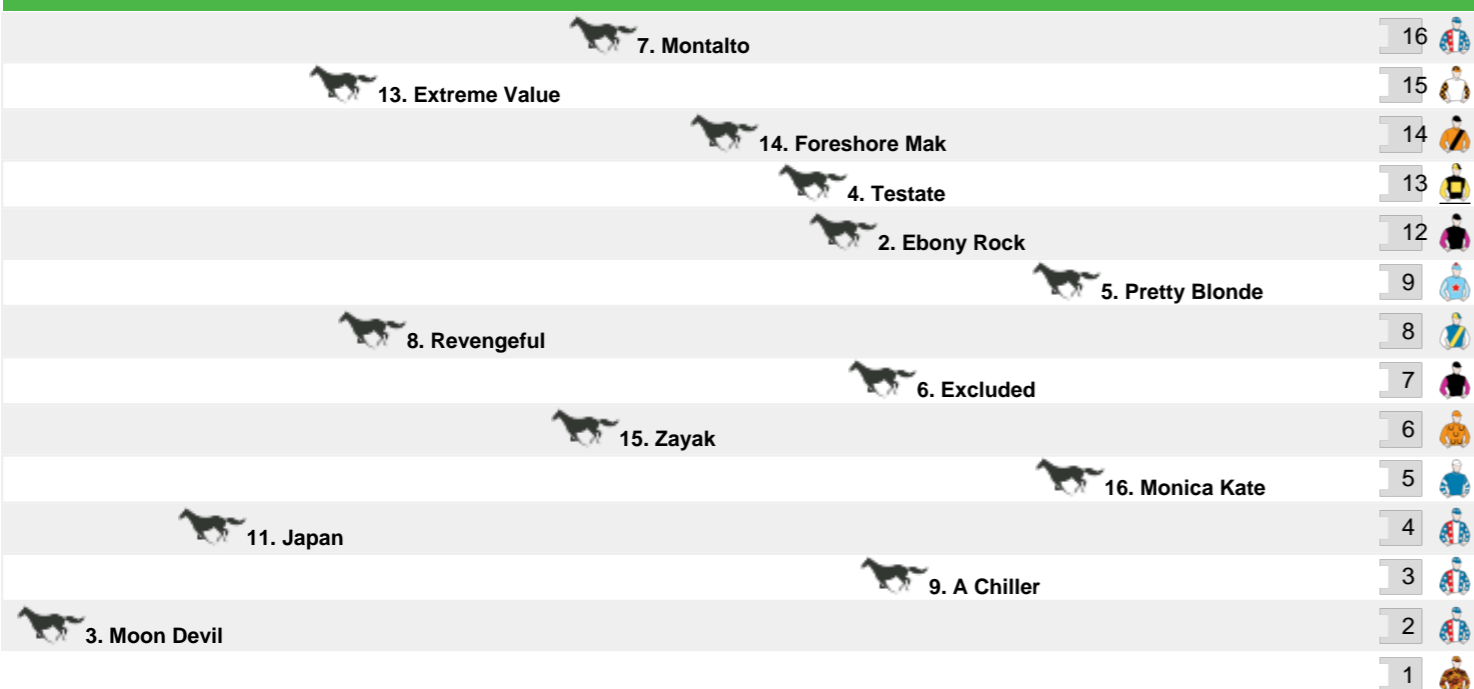 7. Montalto 16
13. Extreme Value 15
14. Foreshore Mak 14
4. Testate 13
2. Ebony Rock 12
5. Pretty Blonde 9
8. Revengeful 8
6. Excluded 7
15. Zayak 6
16. Monica Kate 5
11. Japan 4
9. A Chiller 3
3. Moon Devil 2
1